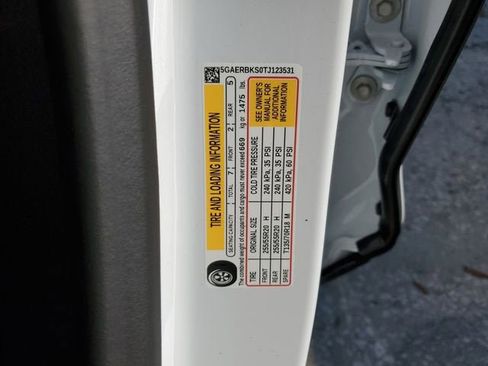 5GAERBKS0TJ123531
TIRE AND LOADING INFORMATION
SEATING CAPACITY TOTAL 7 FRONT 2 REAR 5
The combined weight of occupants and cargo must never exceed 669 kg or 1475 lbs.
TIRE ORIGINAL SIZE COLD TIRE PRESSURE
FRONT 255/55R20 H 240 kPa, 35 PSI
REAR 255/55R20 H 240 kPa, 35 PSI
SPARE T135/70R18 M 420 kPa, 60 PSI
SEE OWNER'S
MANUAL FOR
ADDITIONAL
INFORMATION